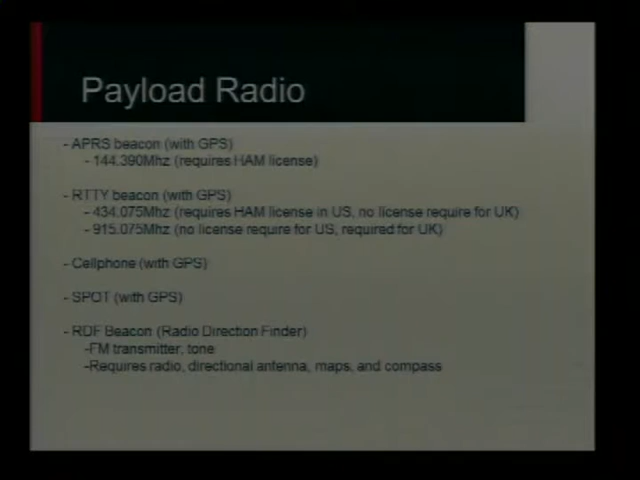 Payload Radio
- APRS beacon (with GPS)
- 144.390Mhz (requires HAM license)
- RTTY beacon (with GPS)
- 434.075Mhz (requires HAM license in US, no license require for UK)
- 915.075Mhz (no license require for US, required for UK)
- Cellphone (with GPS)
- SPOT (with GPS)
- RDF Beacon (Radio Direction Finder)
-FM transmitter, tone
-Requires radio, directional antenna, maps, and compass